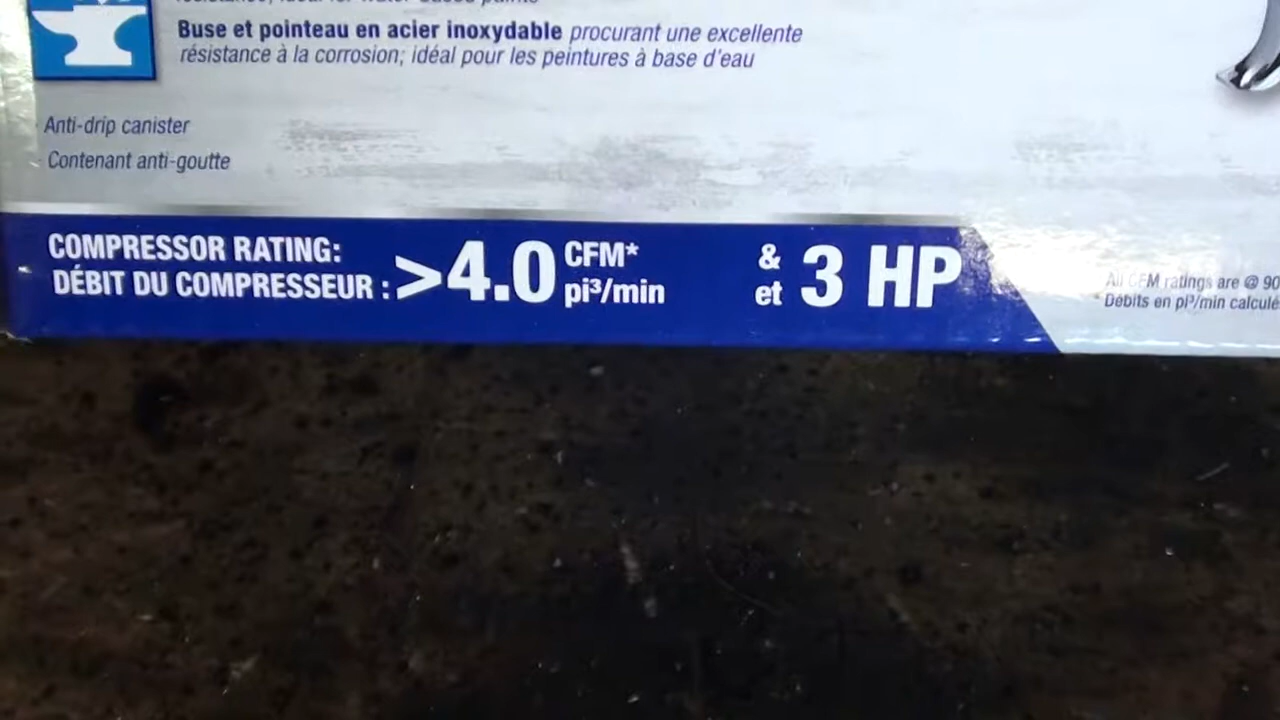 Buse et pointeau en acier inoxydable procurant une excellente
résistance à la corrosion; idéal pour les peintures à base d'eau
Anti-drip canister
Contenant anti-goutte
COMPRESSOR RATING:
DÉBIT DU COMPRESSEUR : >4.0 CFM* pi³/min & et 3 HP
All CFM ratings are @ 90
Débits en pi³/min calculé